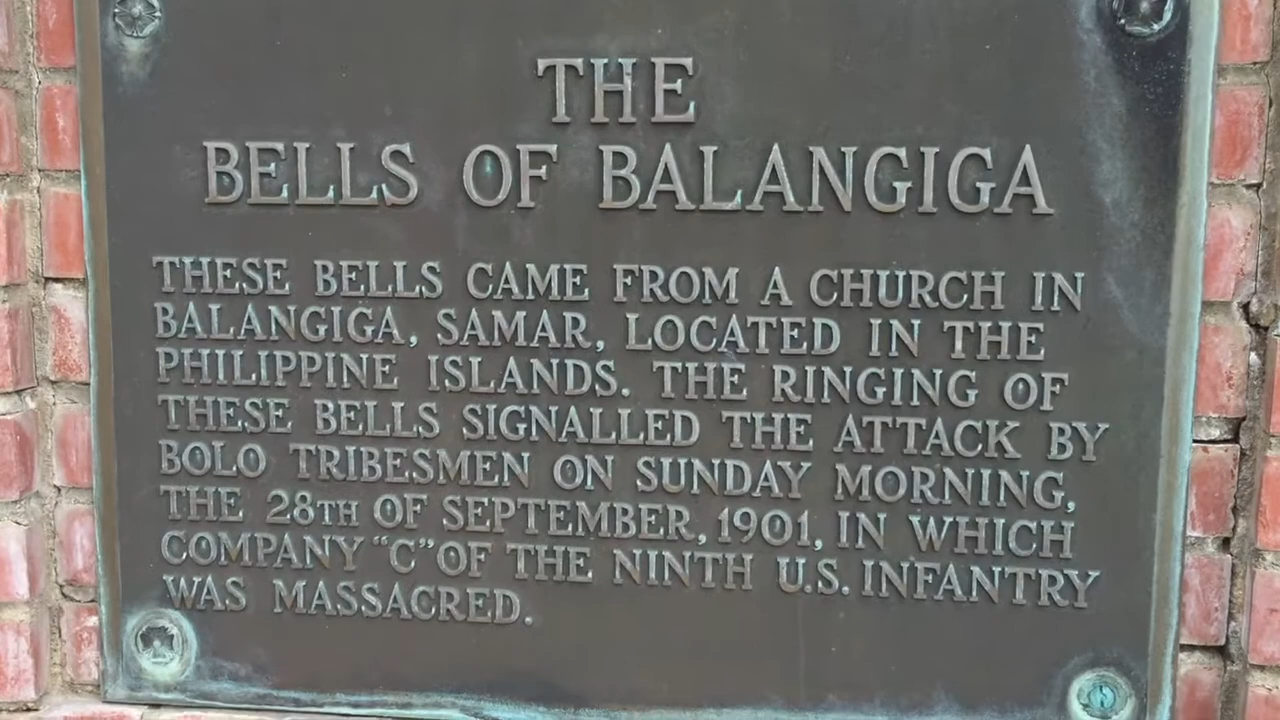 THE
BELLS OF BALANGIGA
THESE BELLS CAME FROM A CHURCH IN
BALANGIGA, SAMAR, LOCATED IN THE
PHILIPPINE ISLANDS. THE RINGING OF
THESE BELLS SIGNALLED THE ATTACK BY
BOLO TRIBESMEN ON SUNDAY MORNING,
THE 28TH OF SEPTEMBER, 1901, IN WHICH
COMPANY “C” OF THE NINTH U.S. INFANTRY
WAS MASSACRED.